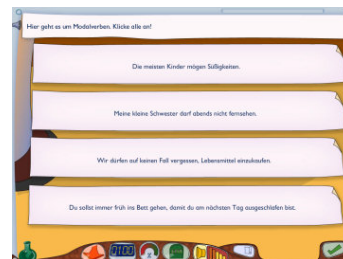 Hier geht es um Modalverben. Klicke alle an!
Die meisten Kinder mögen Süßigkeiten.
Meine kleine Schwester darf abends nicht fernsehen.
Wir dürfen auf keinen Fall vergessen, Lebensmittel einzukaufen.
Du sollst immer früh ins Bett gehen, damit du am nächsten Tag ausgeschlafen bist.
0100